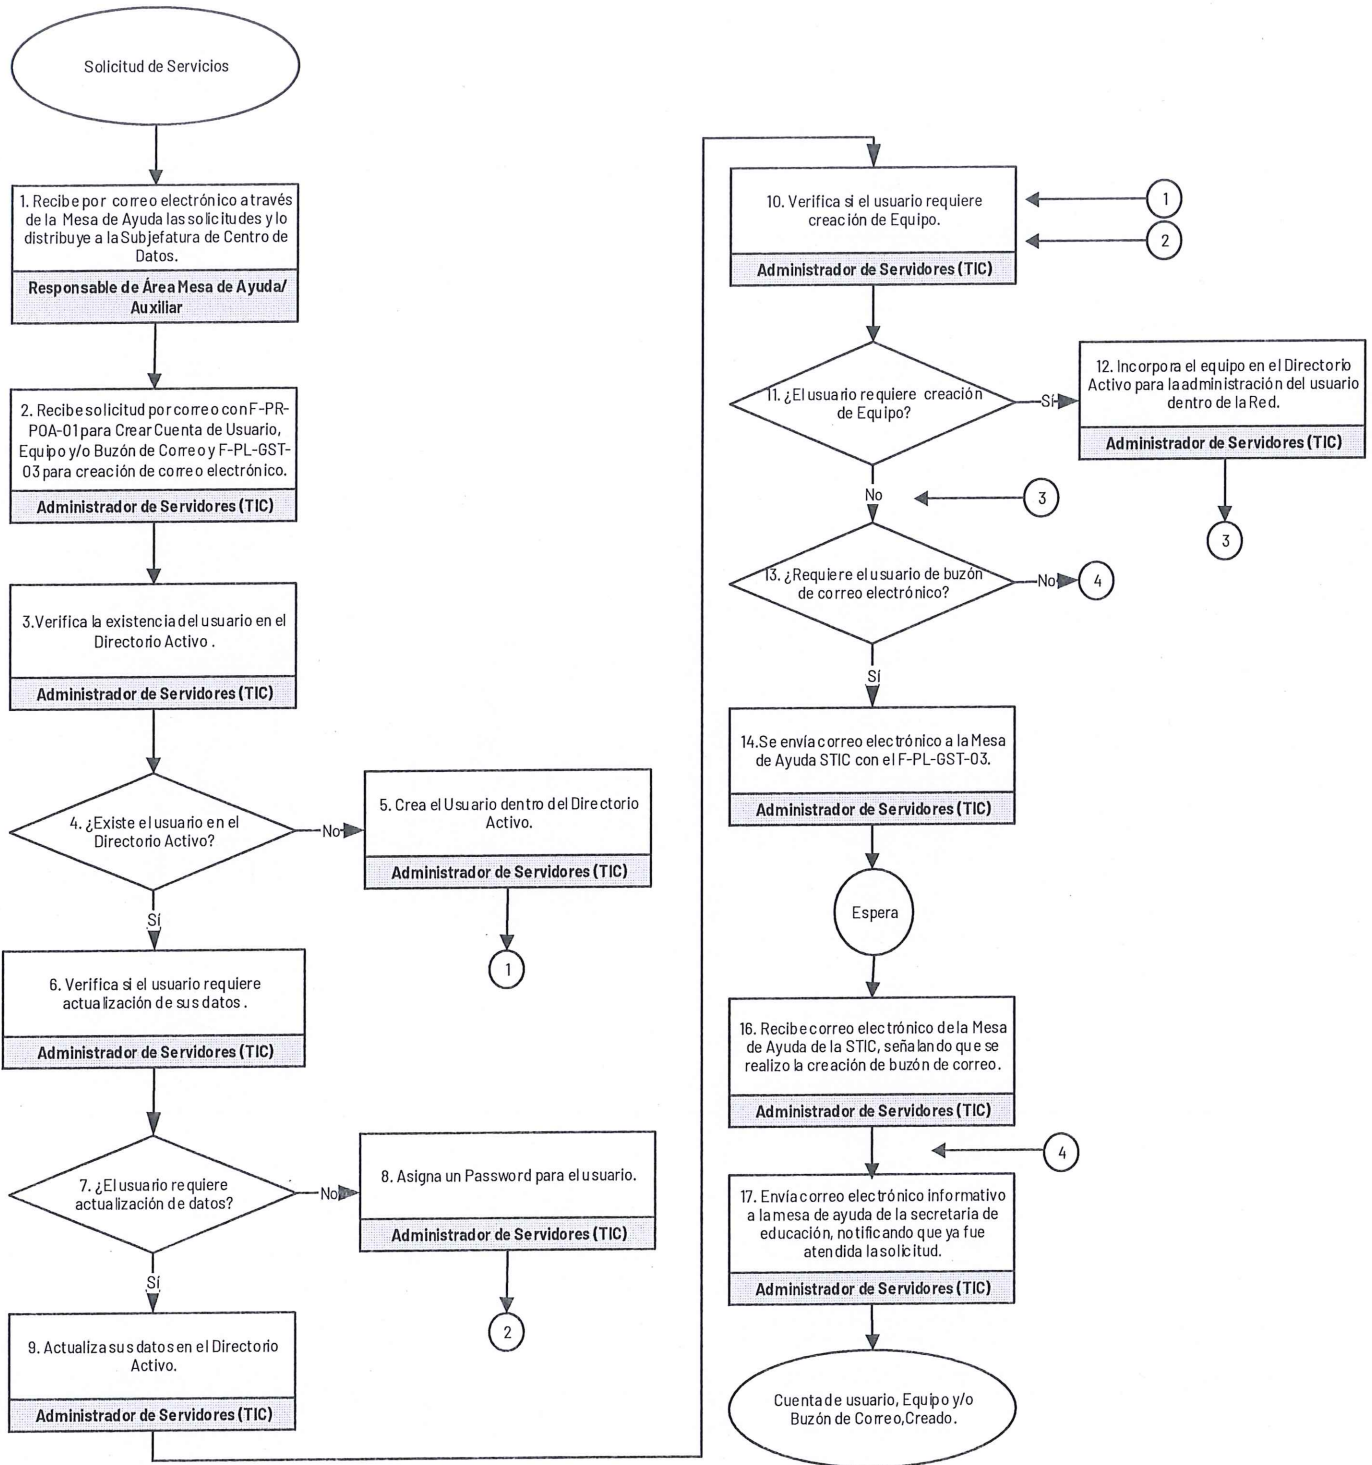 Solicitud de Servicios
1. Recibe por correo electrónico a través
de la Mesa de Ayuda las solicitudes y lo
distribuye a la Subjefatura de Centro de
Datos.
Responsable de Área Mesa de Ayuda/
Auxiliar
2. Recibe solicitud por correo con F-PR-
POA-01 para Crear Cuenta de Usuario,
Equipo y/o Buzón de Correo y F-PL-GST-
03 para creación de correo electrónico.
Administrador de Servidores (TIC)
3.Verifica la existencia del usuario en el
Directorio Activo .
Administrador de Servidores (TIC)
4. ¿Existe el usuario en el
Directorio Activo?
No
5. Crea el Usuario dentro del Directorio
Activo.
Administrador de Servidores (TIC)
1
Sí
6. Verifica si el usuario requiere
actualización de sus datos .
Administrador de Servidores (TIC)
7. ¿El usuario requiere
actualización de datos?
No
8. Asigna un Password para el usuario.
Administrador de Servidores (TIC)
2
Sí
9. Actualiza sus datos en el Directorio
Activo.
Administrador de Servidores (TIC)
10. Verifica si el usuario requiere
creación de Equipo.
Administrador de Servidores (TIC)
1
2
11. ¿El usuario requiere creación
de Equipo?
Sí
12. Incorpora el equipo en el Directorio
Activo para la administración del usuario
dentro de la Red.
Administrador de Servidores (TIC)
3
No
3
13. ¿Requiere el usuario de buzón
de correo electrónico?
No
4
Sí
14.Se envía correo electrónico a la Mesa
de Ayuda STIC con el F-PL-GST-03.
Administrador de Servidores (TIC)
Espera
16. Recibe correo electrónico de la Mesa
de Ayuda de la STIC, señalando que se
realizo la creación de buzón de correo.
Administrador de Servidores (TIC)
4
17. Envía correo electrónico informativo
a la mesa de ayuda de la secretaria de
educación, notificando que ya fue
atendida la solicitud.
Administrador de Servidores (TIC)
Cuenta de usuario, Equipo y/o
Buzón de Correo,Creado.